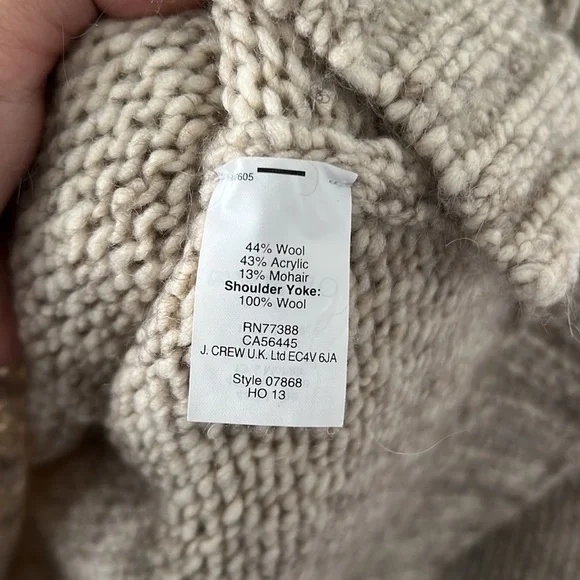 44% Wool
43% Acrylic
13% Mohair
Shoulder Yoke:
100% Wool
RN77388
CA56445
J. CREW U.K. Ltd EC4V 6JA
Style 07868
HO 13